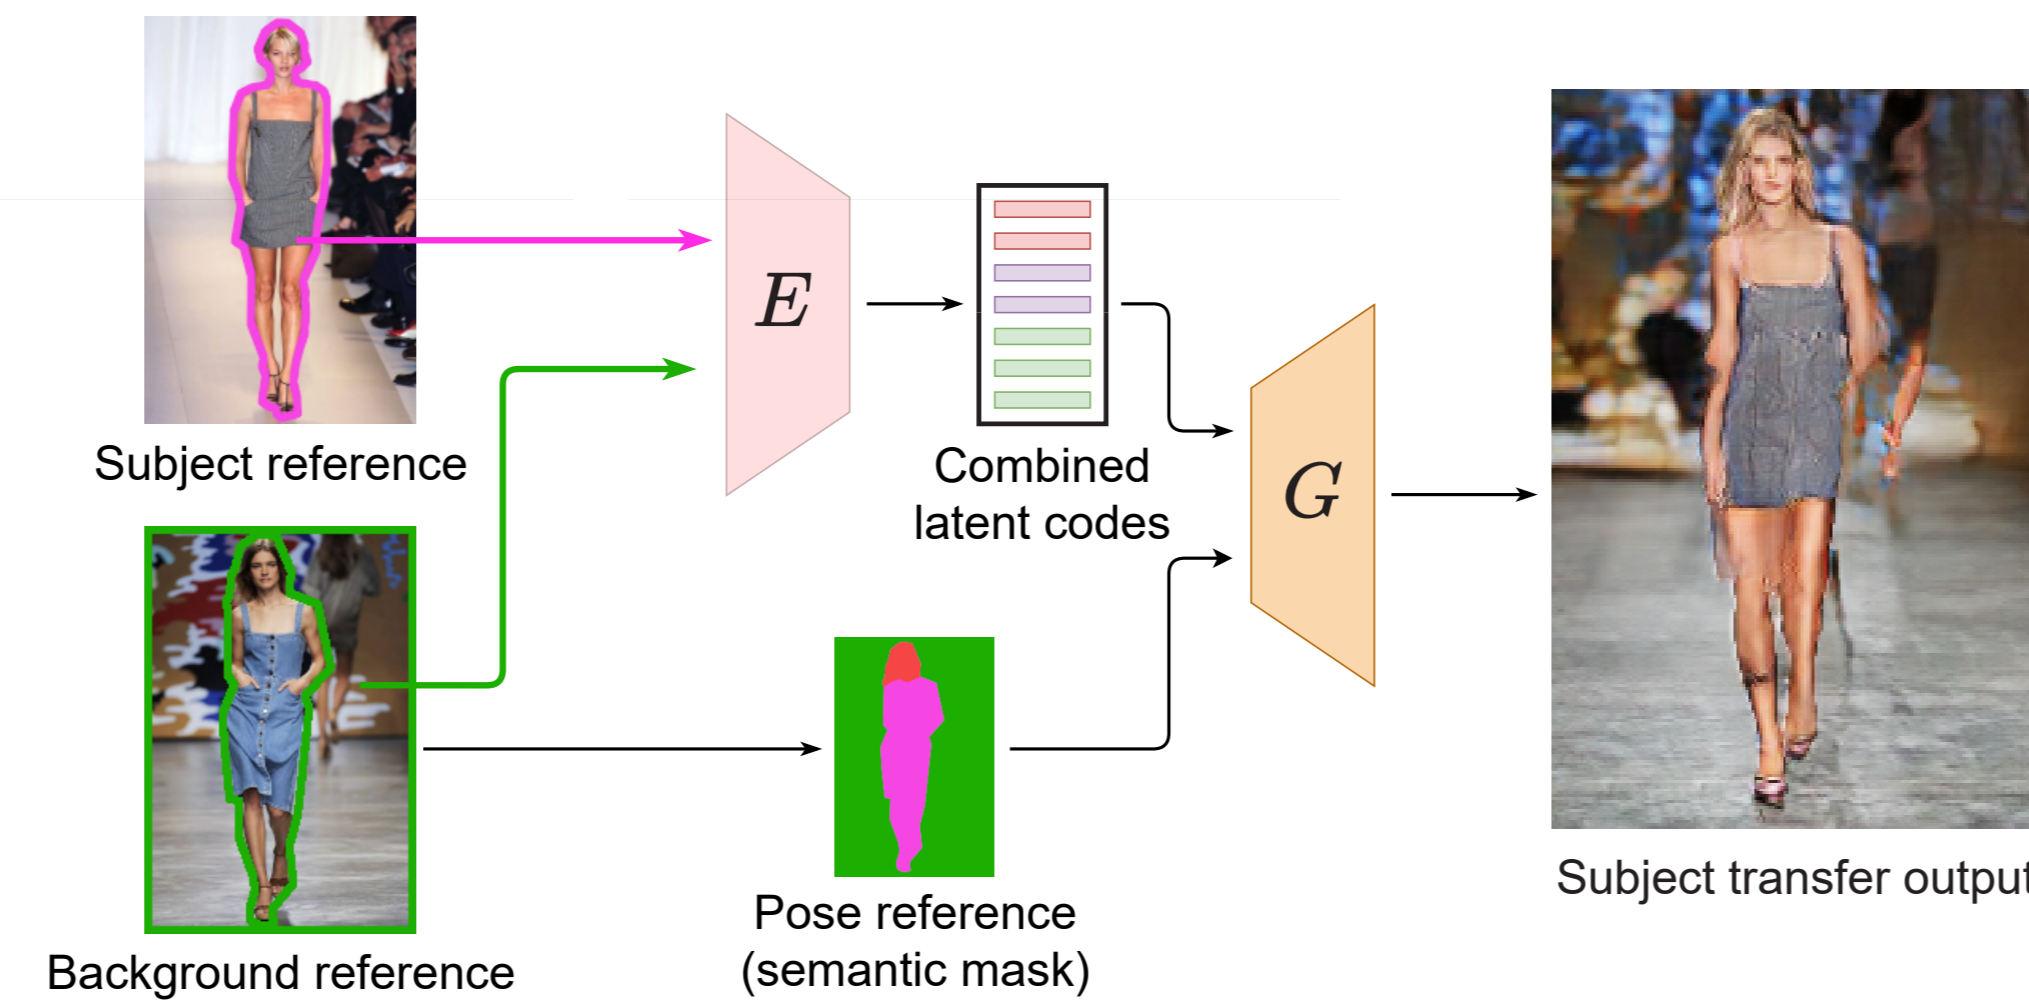 Subject reference
E
Combined
latent codes
G
Background reference
Pose reference
(semantic mask)
Subject transfer output